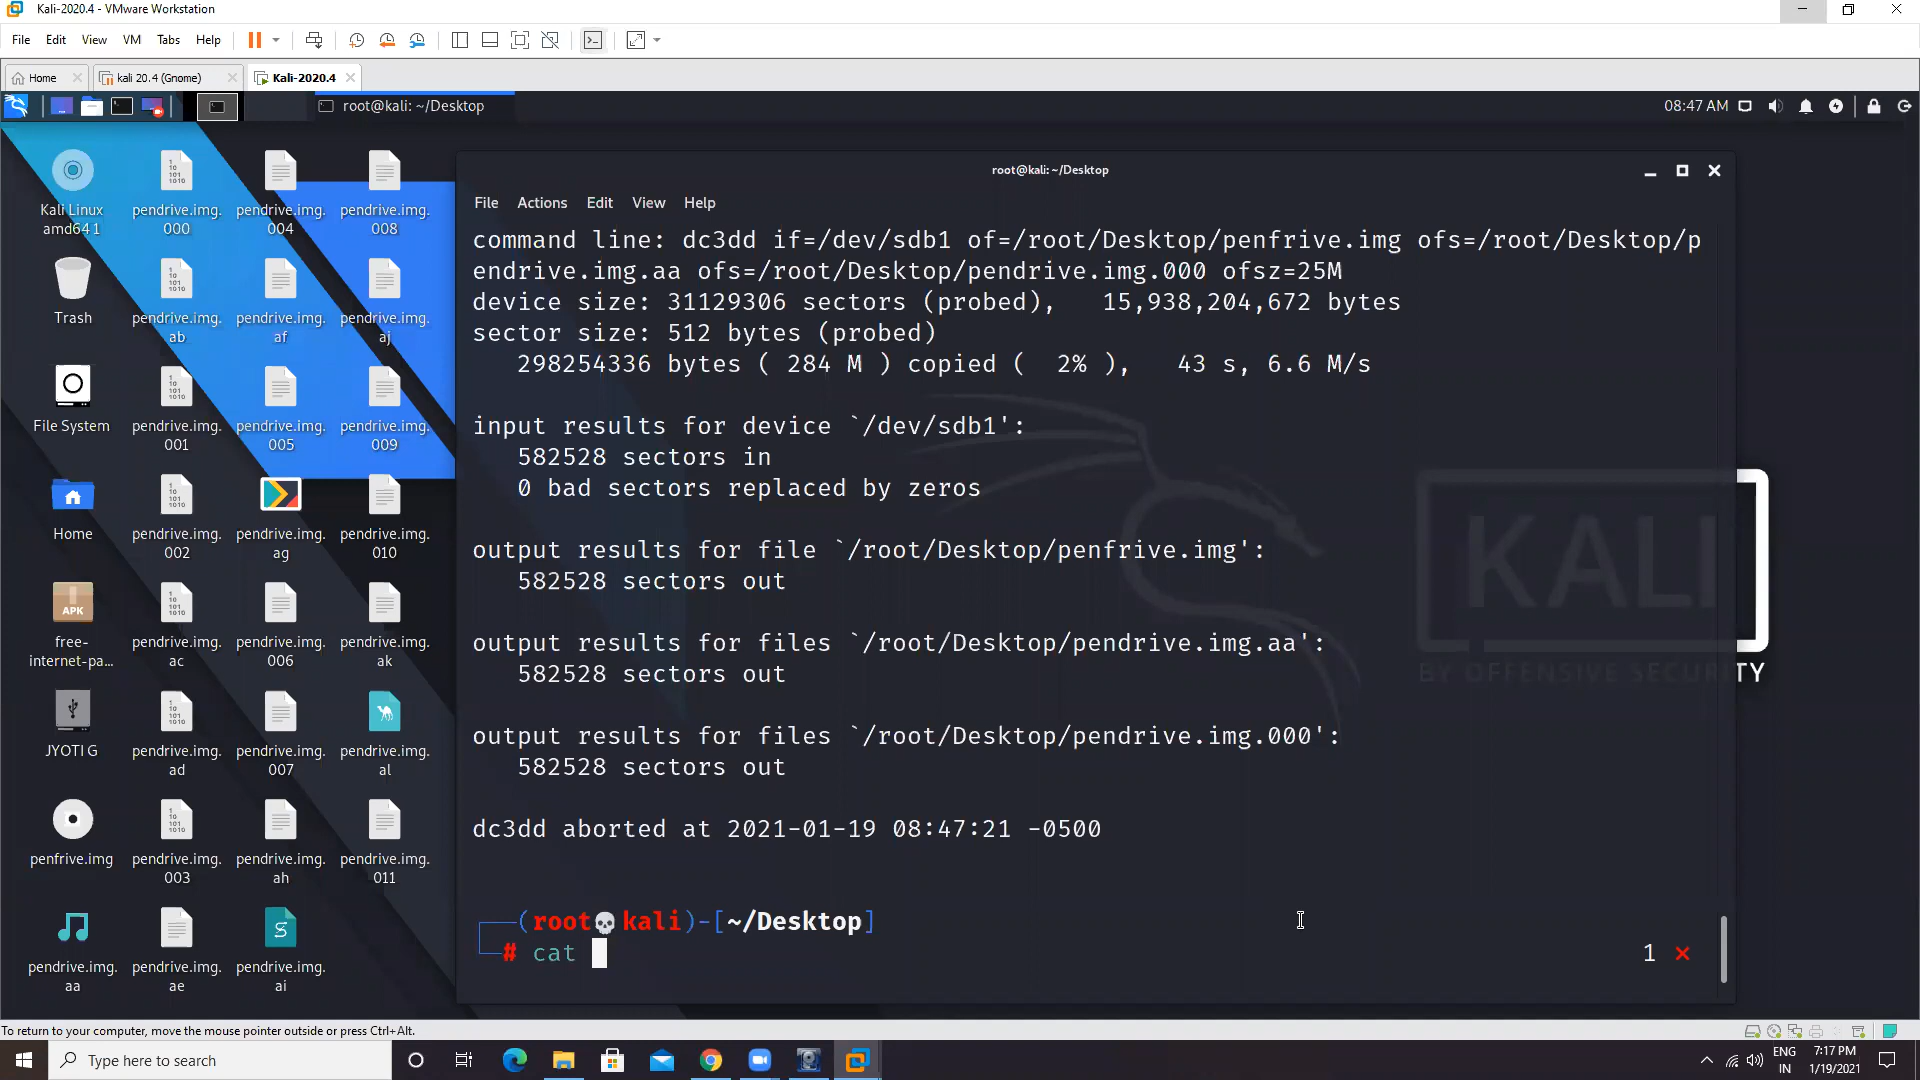 Kali-2020.4 - VMware Workstation
File Edit View VM Tabs Help
Home kali 20.4 (Gnome) Kali-2020.4
root@kali: ~/Desktop 08:47 AM
root@kali: ~/Desktop
File Actions Edit View Help
command line: dc3dd if=/dev/sdb1 of=/root/Desktop/penfrive.img ofs=/root/Desktop/p
endrive.img.aa ofs=/root/Desktop/pendrive.img.000 ofsz=25M
device size: 31129306 sectors (probed),   15,938,204,672 bytes
sector size: 512 bytes (probed)
298254336 bytes ( 284 M ) copied (  2% ),   43 s, 6.6 M/s
input results for device `/dev/sdb1':
582528 sectors in
0 bad sectors replaced by zeros
output results for file `/root/Desktop/penfrive.img':
582528 sectors out
output results for files `/root/Desktop/pendrive.img.aa':
582528 sectors out
output results for files `/root/Desktop/pendrive.img.000':
582528 sectors out
dc3dd aborted at 2021-01-19 08:47:21 -0500
(root💀kali)-[~/Desktop]
# cat 1 ×
Kali Linux
amd64 1
pendrive.img.
000
pendrive.img.
004
pendrive.img.
008
Trash
pendrive.img.
ab
pendrive.img.
af
pendrive.img.
aj
File System
pendrive.img.
001
pendrive.img.
005
pendrive.img.
009
Home
pendrive.img.
002
pendrive.img.
ag
pendrive.img.
010
APK
free-
internet-pa...
pendrive.img.
ac
pendrive.img.
006
pendrive.img.
ak
JYOTI G
pendrive.img.
ad
pendrive.img.
007
pendrive.img.
al
penfrive.img
pendrive.img.
003
pendrive.img.
ah
pendrive.img.
011
pendrive.img.
aa
pendrive.img.
ae
pendrive.img.
ai
KALI
BY OFFENSIVE SECURITY
To return to your computer, move the mouse pointer outside or press Ctrl+Alt.
Type here to search
ENG
IN
7:17 PM
1/19/2021